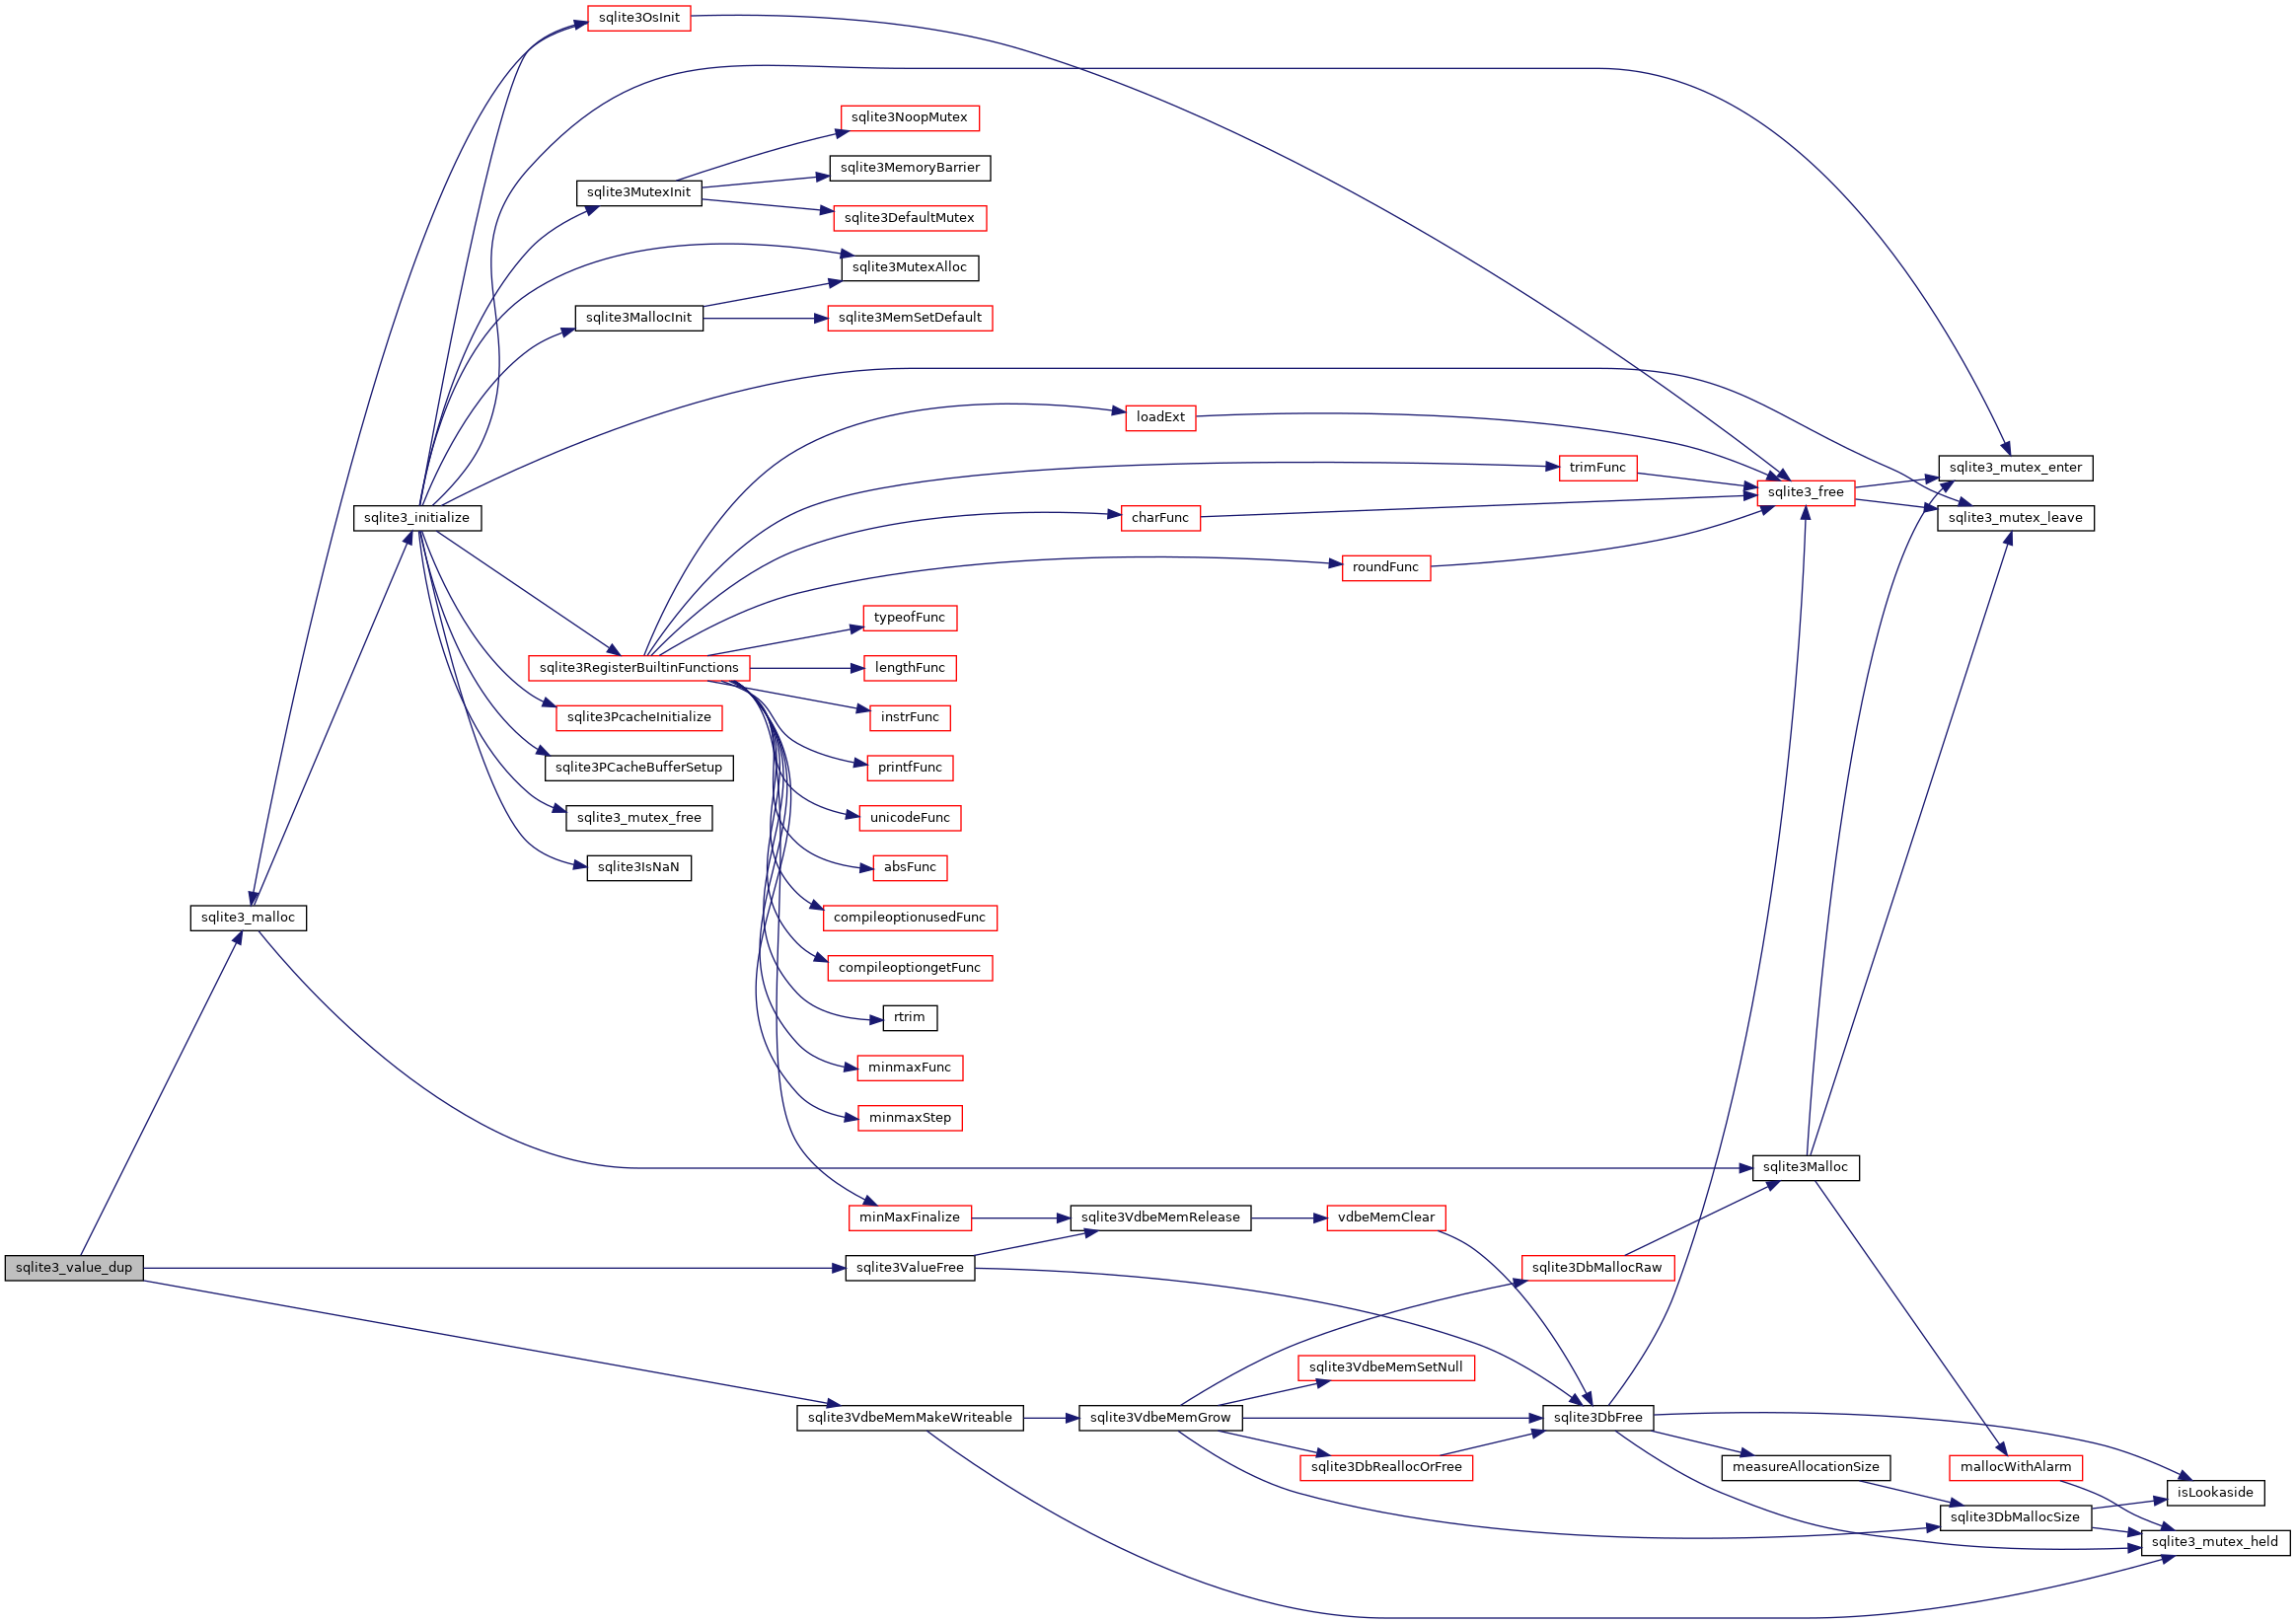 sqlite3OsInit
sqlite3NoopMutex
sqlite3MemoryBarrier
sqlite3MutexInit
sqlite3DefaultMutex
sqlite3MutexAlloc
sqlite3MallocInit
sqlite3MemSetDefault
loadExt
trimFunc
sqlite3_mutex_enter
sqlite3_free
sqlite3_initialize
charFunc
sqlite3_mutex_leave
roundFunc
typeofFunc
sqlite3RegisterBuiltinFunctions
lengthFunc
sqlite3PcacheInitialize
instrFunc
sqlite3PCacheBufferSetup
printfFunc
sqlite3_mutex_free
unicodeFunc
sqlite3IsNaN
absFunc
sqlite3_malloc
compileoptionusedFunc
compileoptiongetFunc
rtrim
minmaxFunc
minmaxStep
sqlite3Malloc
minMaxFinalize
sqlite3VdbeMemRelease
vdbeMemClear
sqlite3_value_dup
sqlite3ValueFree
sqlite3DbMallocRaw
sqlite3VdbeMemSetNull
sqlite3VdbeMemMakeWriteable
sqlite3VdbeMemGrow
sqlite3DbFree
sqlite3DbReallocOrFree
measureAllocationSize
mallocWithAlarm
isLookaside
sqlite3DbMallocSize
sqlite3_mutex_held